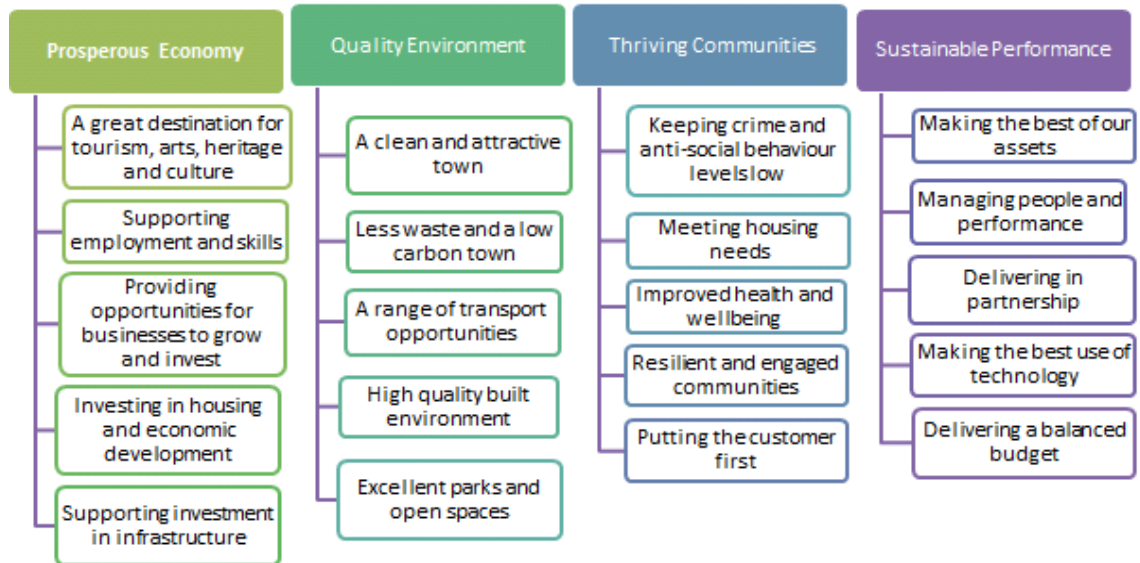 Prosperous Economy
A great destination for
tourism, arts, heritage
and culture
Supporting
employment and skills
Providing
opportunities for
businesses to grow
and invest
Investing in housing
and economic
development
Supporting investment
in infrastructure
Quality Environment
A clean and attractive
town
Less waste and a low
carbon town
A range of transport
opportunities
High quality built
environment
Excellent parks and
open spaces
Thriving Communities
Keeping crime and
anti-social behaviour
levels low
Meeting housing
needs
Improved health and
wellbeing
Resilient and engaged
communities
Putting the customer
first
Sustainable Performance
Making the best of our
assets
Managing people and
performance
Delivering in
partnership
Making the best use of
technology
Delivering a balanced
budget